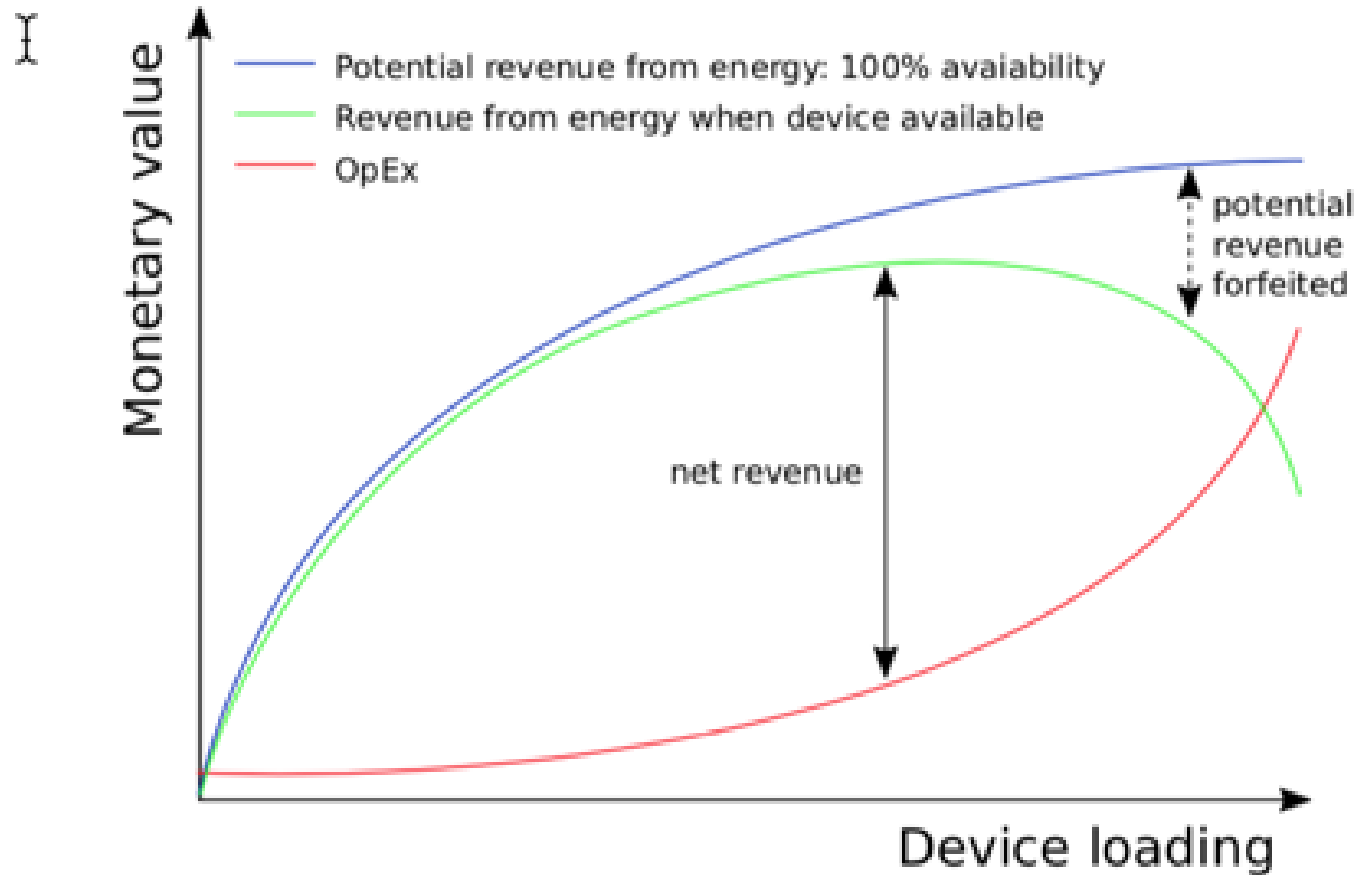 Monetary value
Potential revenue from energy: 100% avaiability
Revenue from energy when device available
OpEx
potential
revenue
forfeited
net revenue
Device loading